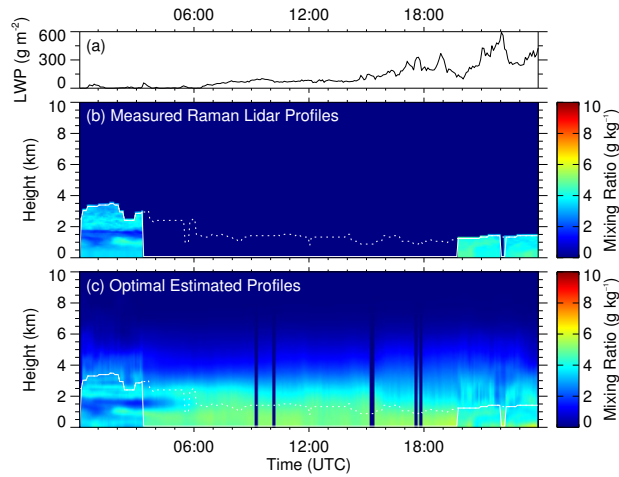 06:00 12:00 18:00
(a)
LWP (g m⁻²)
600
300
0
(b) Measured Raman Lidar Profiles
Height (km)
10
8
6
4
2
0
10
8
6
4
2
0
Mixing Ratio (g kg⁻¹)
(c) Optimal Estimated Profiles
Height (km)
10
8
6
4
2
0
10
8
6
4
2
0
Mixing Ratio (g kg⁻¹)
06:00 12:00 18:00
Time (UTC)